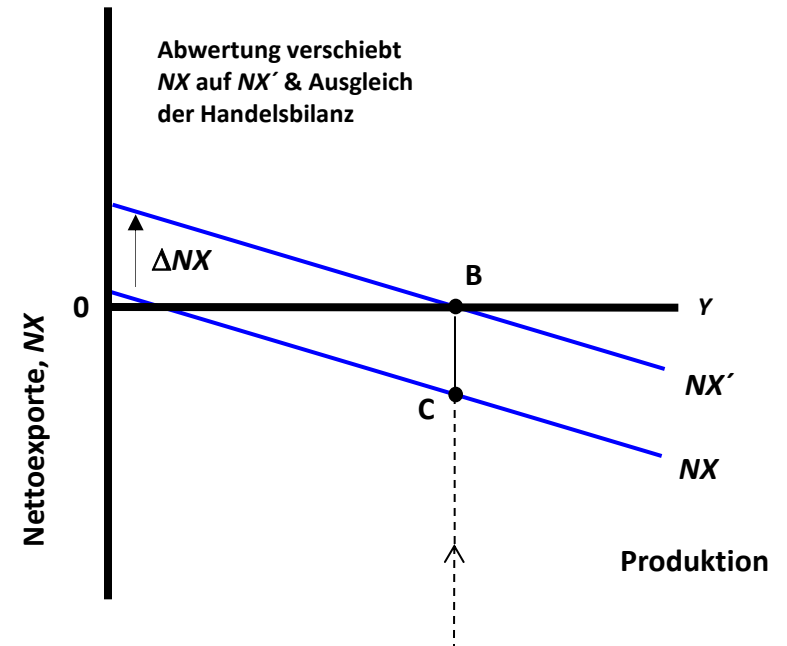 Abwertung verschiebt
NX auf NX´ & Ausgleich
der Handelsbilanz
ΔNX
B
0
Y
NX´
C
NX
Nettoexporte, NX
Produktion